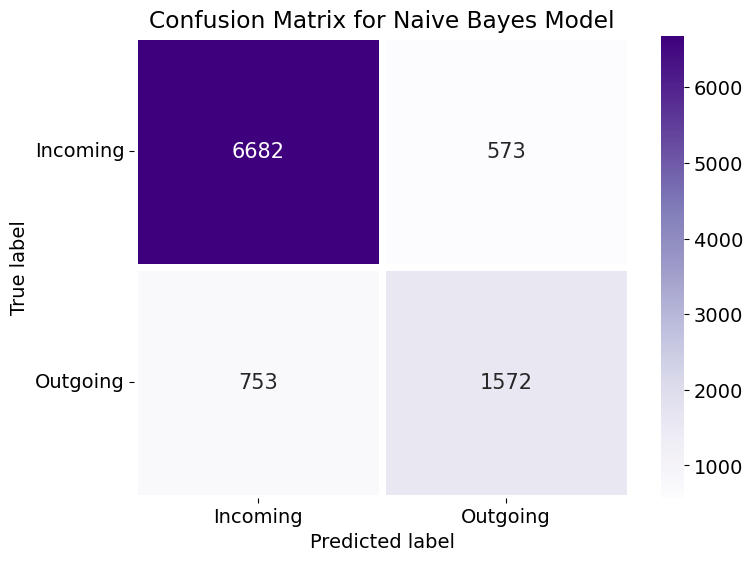 Confusion Matrix for Naive Bayes Model
True label
Incoming
6682
573
Outgoing
753
1572
Incoming
Outgoing
Predicted label
6000
5000
4000
3000
2000
1000